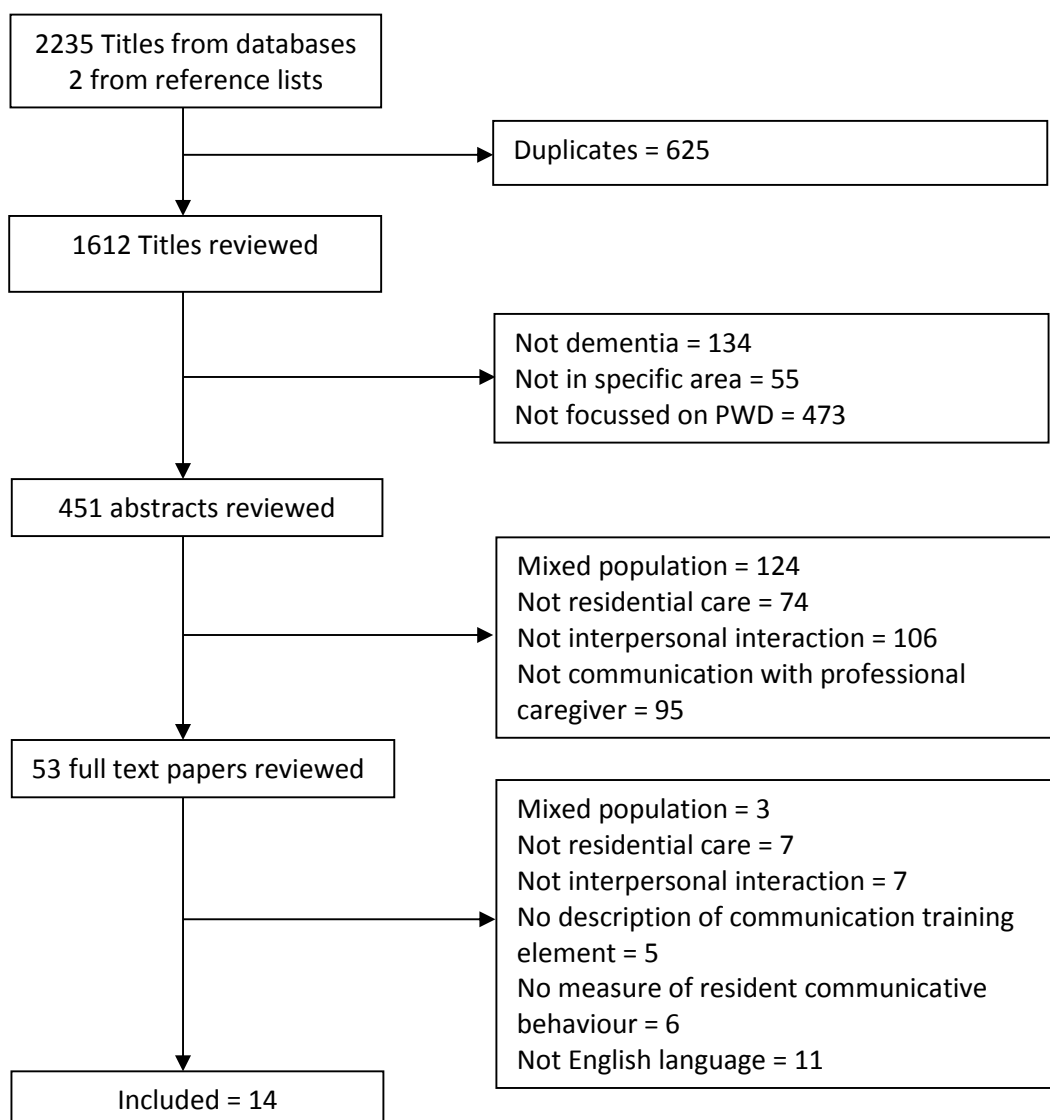 2235 Titles from databases
2 from reference lists
Duplicates = 625
1612 Titles reviewed
Not dementia = 134
Not in specific area = 55
Not focussed on PWD = 473
451 abstracts reviewed
Mixed population = 124
Not residential care = 74
Not interpersonal interaction = 106
Not communication with professional
caregiver = 95
53 full text papers reviewed
Mixed population = 3
Not residential care = 7
Not interpersonal interaction = 7
No description of communication training
element = 5
No measure of resident communicative
behaviour = 6
Not English language = 11
Included = 14